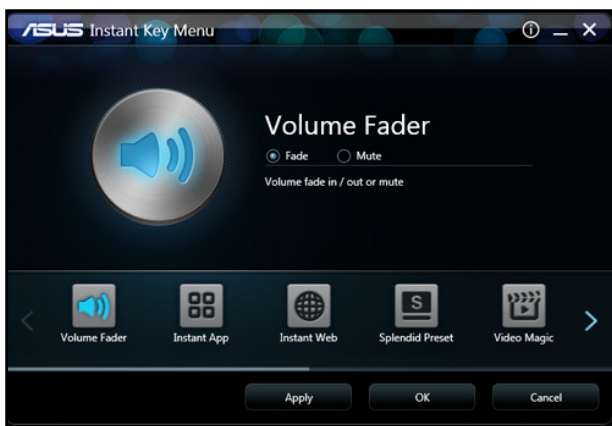 ASUS Instant Key Menu
Volume Fader
Fade Mute
Volume fade in / out or mute
Volume Fader Instant App Instant Web Splendid Preset Video Magic
S
Apply OK Cancel